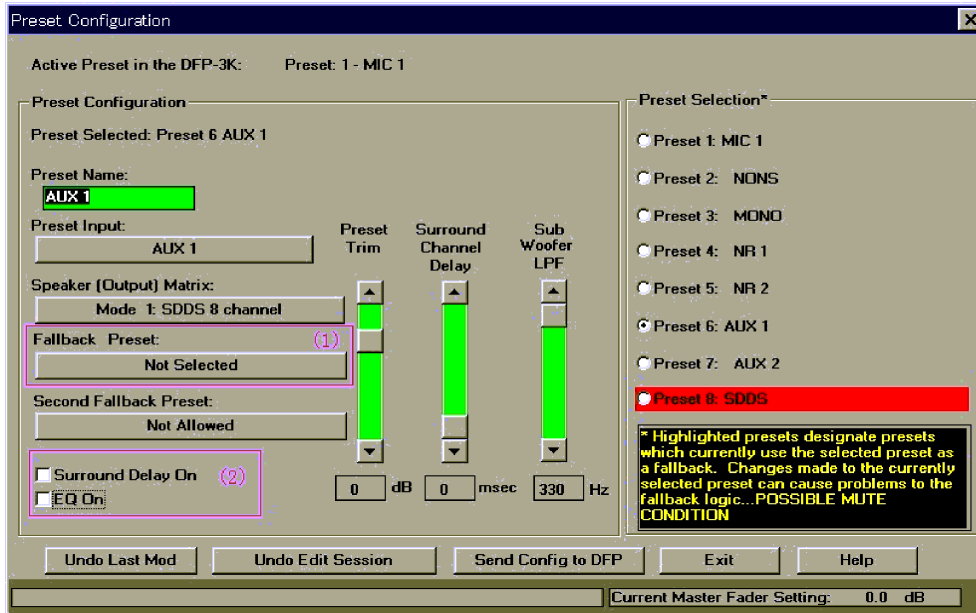 Preset Configuration
Active Preset in the DFP-3K: Preset: 1 - MIC 1
Preset Configuration
Preset Selected: Preset 6 AUX 1
Preset Name:
AUX 1
Preset Input:
AUX 1
Speaker (Output) Matrix:
Mode 1: SDDS 8 channel
Fallback Preset: (1)
Not Selected
Second Fallback Preset:
Not Allowed
Surround Delay On (2)
EQ On
Preset
Trim
Surround
Channel
Delay
Sub
Woofer
LPF
0 dB 0 msec 330 Hz
Preset Selection*
Preset 1: MIC 1
Preset 2: NONS
Preset 3: MONO
Preset 4: NR 1
Preset 5: NR 2
Preset 6: AUX 1
Preset 7: AUX 2
Preset 8: SDDS
* Highlighted presets designate presets
which currently use the selected preset as
a fallback. Changes made to the currently
selected preset can cause problems to the
fallback logic...POSSIBLE MUTE
CONDITION
Undo Last Mod Undo Edit Session Send Config to DFP Exit Help
Current Master Fader Setting: 0.0 dB